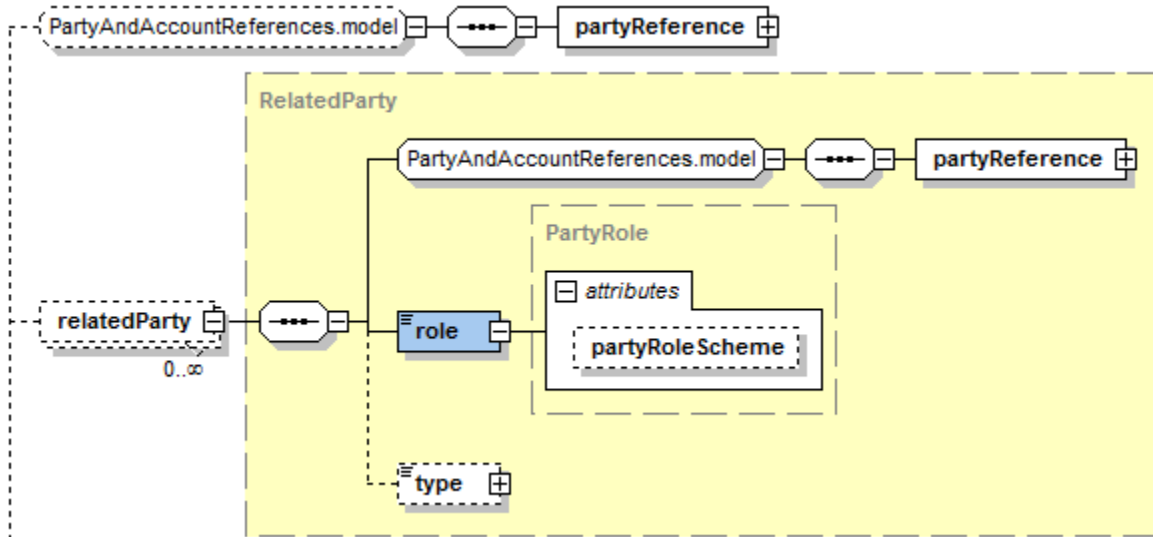 PartyAndAccountReferences.model
partyReference
RelatedParty
PartyAndAccountReferences.model
partyReference
PartyRole
attributes
relatedParty
role
partyRoleScheme
0..∞
type